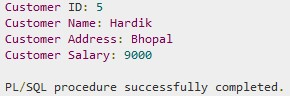 Customer ID: 5
Customer Name: Hardik
Customer Address: Bhopal
Customer Salary: 9000
PL/SQL procedure successfully completed.